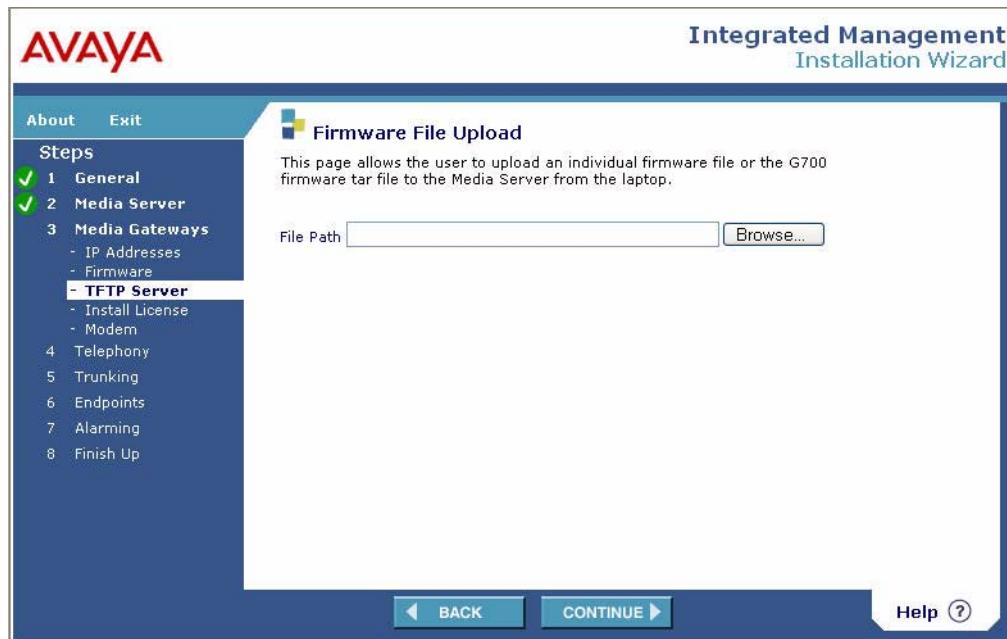 AVAYA
Integrated Management
Installation Wizard
About Exit
Steps
1 General
2 Media Server
3 Media Gateways
- IP Addresses
- Firmware
- TFTP Server
- Install License
- Modem
4 Telephony
5 Trunking
6 Endpoints
7 Alarming
8 Finish Up
Firmware File Upload
This page allows the user to upload an individual firmware file or the G700
firmware tar file to the Media Server from the laptop.
File Path Browse...
BACK CONTINUE
Help ?